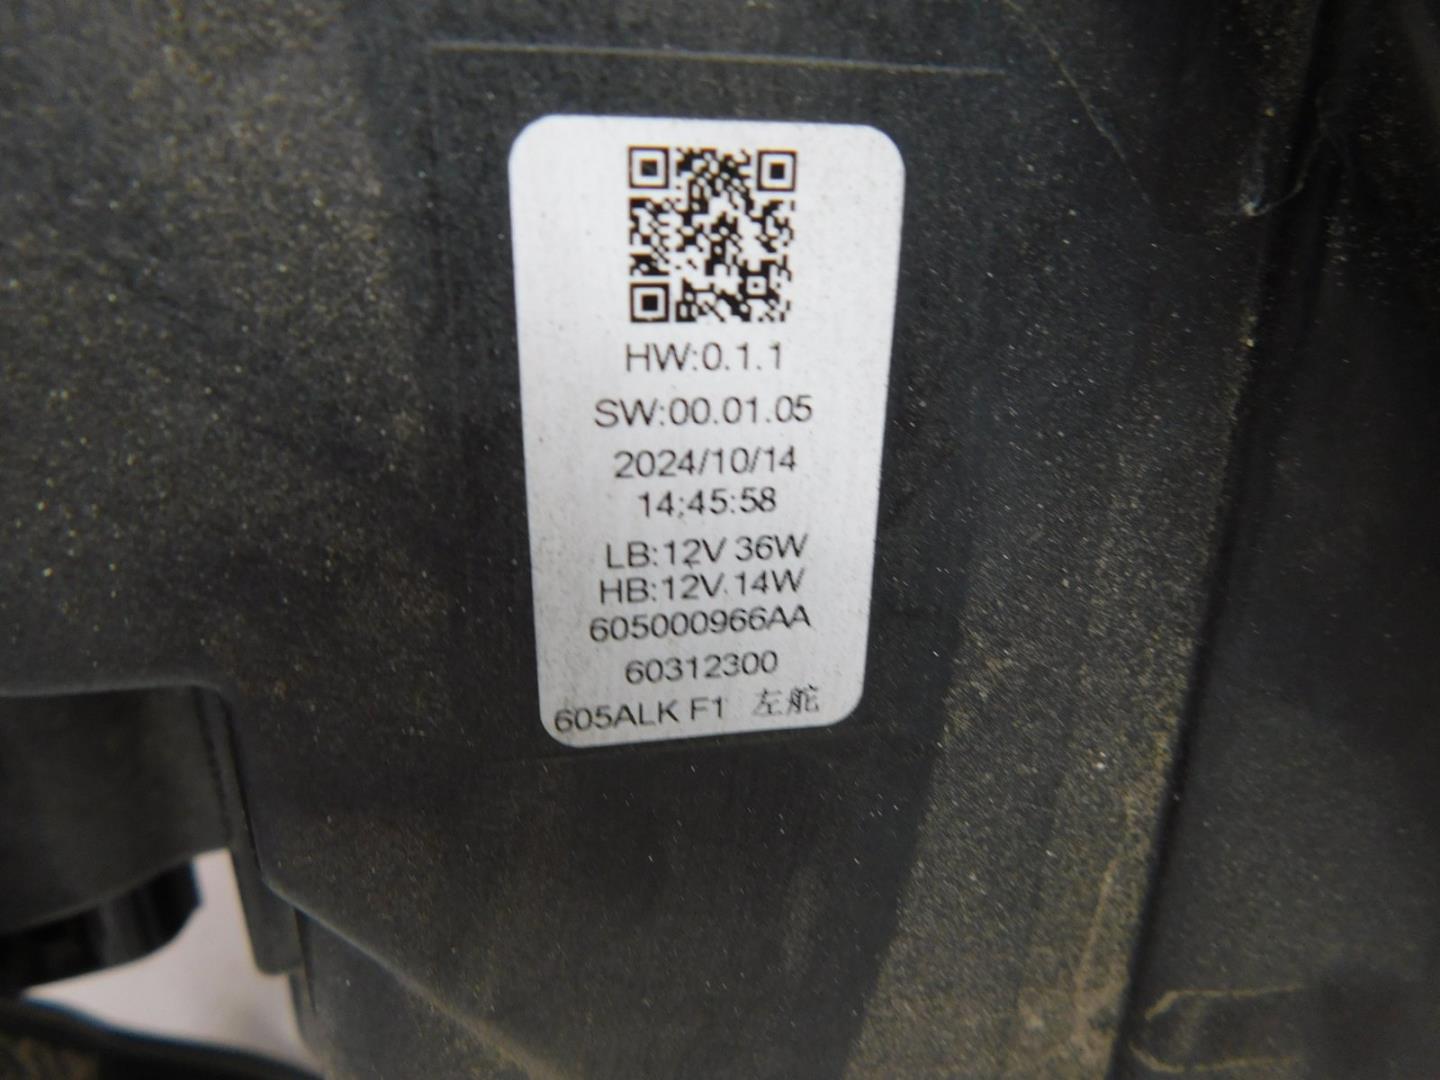 HW:0.1.1
SW:00.01.05
2024/10/14
14:45:58
LB:12V 36W
HB:12V 14W
605000966AA
60312300
605ALK F1 左舵